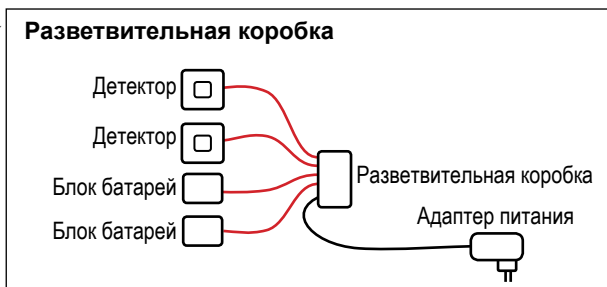 Разветвительная коробка
Детектор
Детектор
Блок батарей
Разветвительная коробка
Адаптер питания
Блок батарей